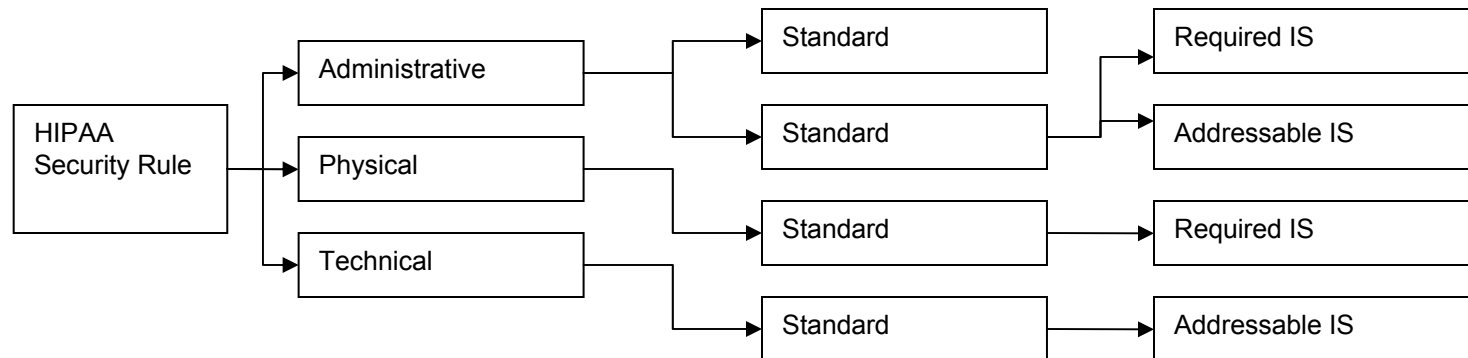 HIPAA
Security Rule
Administrative
Physical
Technical
Standard
Standard
Standard
Standard
Required IS
Addressable IS
Required IS
Addressable IS